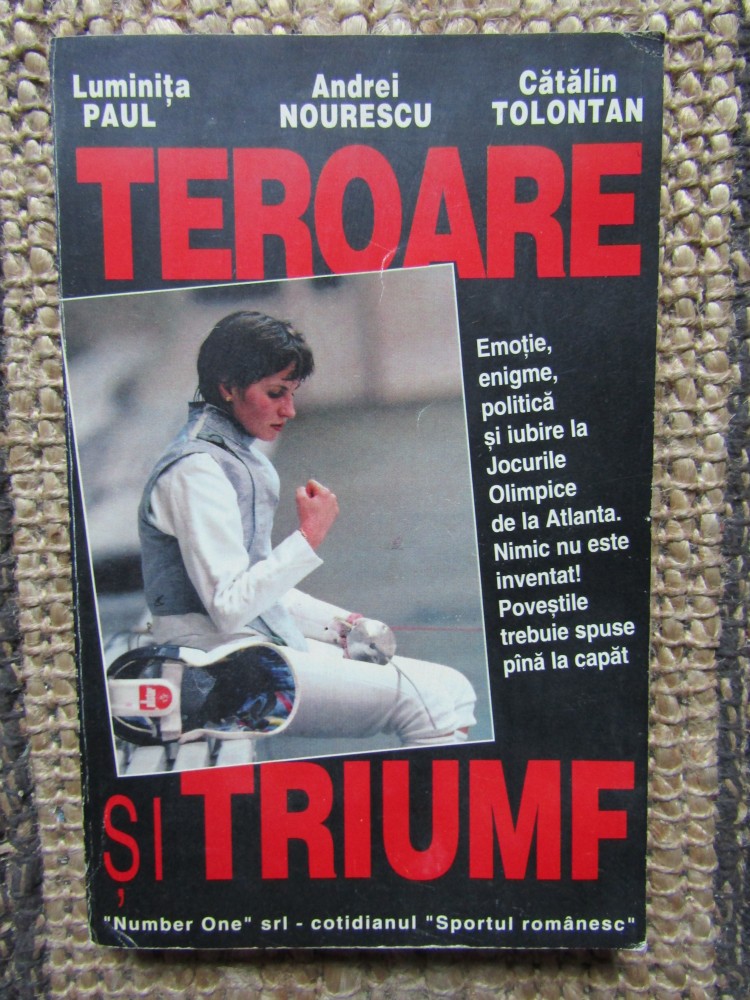 Luminița
PAUL
Andrei
NOURESCU
Cătălin
TOLONTAN
TEROARE
Emoție,
enigme,
politică
și iubire la
Jocurile
Olimpice
de la Atlanta.
Nimic nu este
inventat!
Poveștile
trebuie spuse
pînă la capăt
ȘI TRIUMF
"Number One" srl - cotidianul "Sportul românesc"